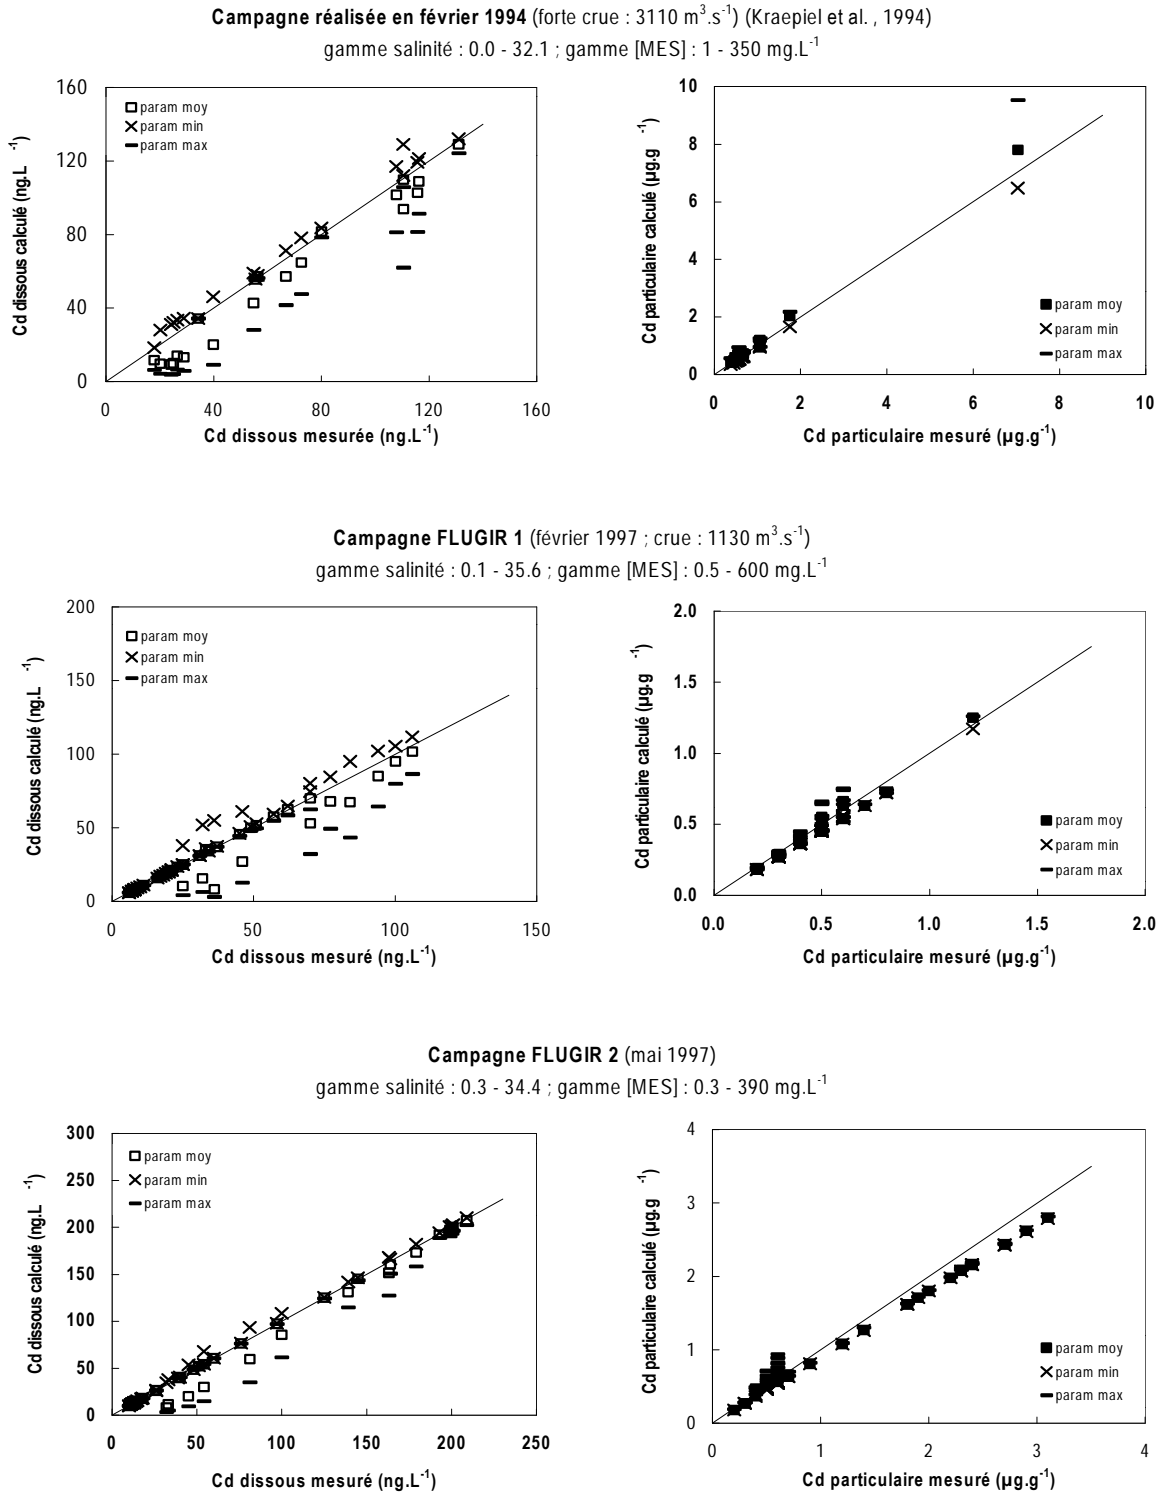 Campagne réalisée en février 1994 (forte crue : 3110 m³.s⁻¹) (Kraepiel et al. , 1994)
gamme salinité : 0.0 - 32.1 ; gamme [MES] : 1 - 350 mg.L⁻¹
160
120
80
40
0
0 40 80 120 160
Cd dissous calculé (ng.L⁻¹)
Cd dissous mesurée (ng.L⁻¹)
param moy
param min
param max
10
8
6
4
2
0
0 2 4 6 8 10
Cd particulaire calculé (µg.g⁻¹)
Cd particulaire mesuré (µg.g⁻¹)
param moy
param min
param max
Campagne FLUGIR 1 (février 1997 ; crue : 1130 m³.s⁻¹)
gamme salinité : 0.1 - 35.6 ; gamme [MES] : 0.5 - 600 mg.L⁻¹
200
150
100
50
0
0 50 100 150
Cd dissous calculé (ng.L⁻¹)
Cd dissous mesuré (ng.L⁻¹)
param moy
param min
param max
2.0
1.5
1.0
0.5
0.0
0.0 0.5 1.0 1.5 2.0
Cd particulaire calculé (µg.g⁻¹)
Cd particulaire mesuré (µg.g⁻¹)
param moy
param min
param max
Campagne FLUGIR 2 (mai 1997)
gamme salinité : 0.3 - 34.4 ; gamme [MES] : 0.3 - 390 mg.L⁻¹
300
250
200
150
100
50
0
0 50 100 150 200 250
Cd dissous calculé (ng.L⁻¹)
Cd dissous mesuré (ng.L⁻¹)
param moy
param min
param max
4
3
2
1
0
0 1 2 3 4
Cd particulaire calculé (µg.g⁻¹)
Cd particulaire mesuré (µg.g⁻¹)
param moy
param min
param max